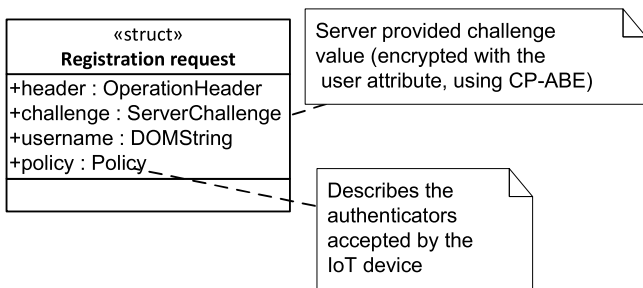 «struct»
Registration request
+header : OperationHeader
+challenge : ServerChallenge
+username : DOMString
+policy : Policy
Server provided challenge
value (encrypted with the
user attribute, using CP-ABE)
Describes the
authenticators
accepted by the
IoT device